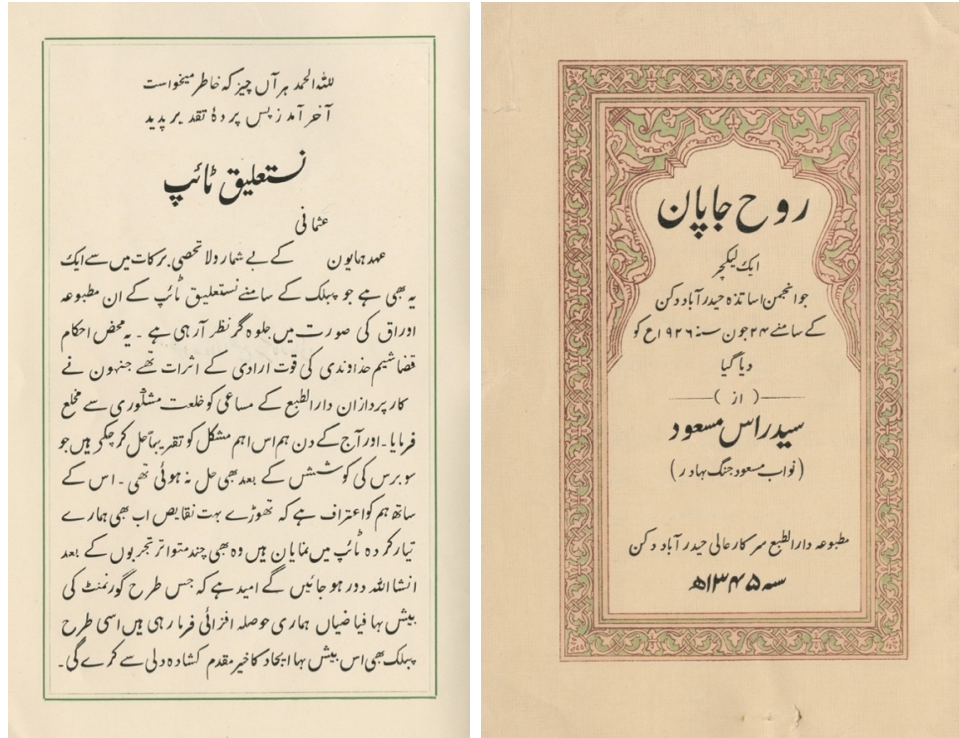 للہ الحمد ہر آں چیز کہ خاطر میخواست
آخر آمد ز پس پردۂ تقدیر پدید
نستعلیق ٹائپ
عثمانی
عہد ہمایون کے بے شمار ولا تحصی برکات میں سے ایک
یہ بھی ہے جو پبلک کے سامنے نستعلیق ٹائپ کے ان مطبوعہ
اوراق کی صورت میں جلوہ گر نظر آرہی ہے ۔ یہ محض احکام
قضا شیم خداوندی کی قوت ارادی کے اثرات تھے جنہون نے
کارپردازان دارالطبع کے مساعی کو خلعت مشکوری سے مخلع
فرمایا ۔ اور آج کے دن ہم اس اہم مشکل کو تقریباً حل کر چکے ہیں جو
سو برس کی کوشش کے بعد بھی حل نہ ہوئی تھی ۔ اس کے
ساتھ ہم کو اعتراف ہے کہ تھوڑے بہت نقایص اب بھی ہمارے
تیار کردہ ٹائپ میں نمایان ہیں وہ بھی چند متواتر تجربوں کے بعد
انشااللہ دور ہو جائیں گے امید ہے کہ جس طرح گورنمنٹ کی
بیش بہا فیاضیاں ہماری حوصلہ افزائی فرما رہی ہیں اسی طرح
پبلک بھی اس بیش بہا ایجاد کا خیر مقدم کشادہ دلی سے کرے گی ۔
روح جاپان
ایک لیکچر
جو انجمن اساتذہ حیدرآباد دکن
کے سامنے ۲۴ جون سنہ ۱۹۲۶ع کو
دیا گیا
( از )
سید راس مسعود
(نواب مسعود جنگ بہادر)
مطبوعہ دارالطبع سرکار عالی حیدرآباد دکن
سنہ ۱۳۴۵ھ